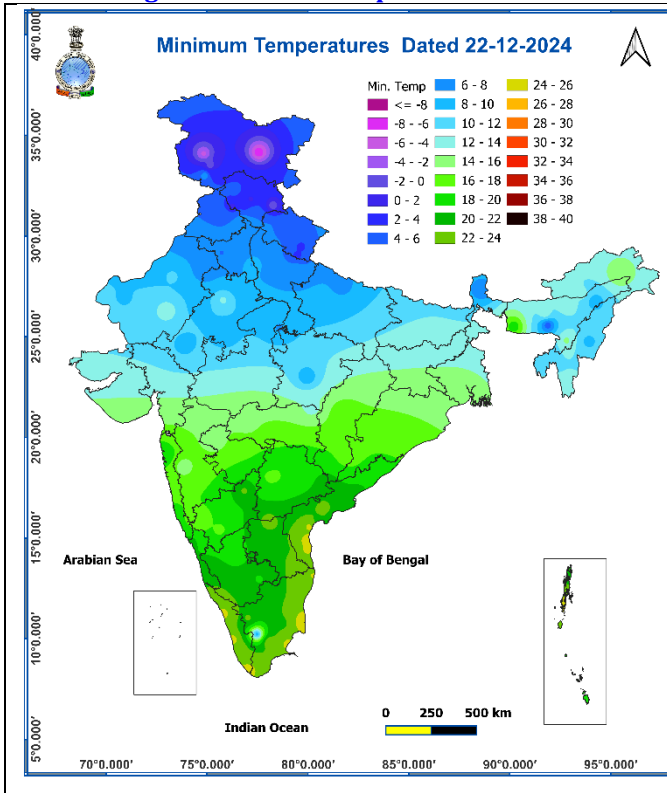 Minimum Temperatures Dated 22-12-2024
Min. Temp
<= -8
-8 - -6
-6 - -4
-4 - -2
-2 - 0
0 - 2
2 - 4
4 - 6
6 - 8
8 - 10
10 - 12
12 - 14
14 - 16
16 - 18
18 - 20
20 - 22
22 - 24
24 - 26
26 - 28
28 - 30
30 - 32
32 - 34
34 - 36
36 - 38
38 - 40
40°0.000'
35°0.000'
30°0.000'
25°0.000'
20°0.000'
15°0.000'
10°0.000'
5°0.000'
Arabian Sea
Bay of Bengal
Indian Ocean
0 250 500 km
70°0.000' 75°0.000' 80°0.000' 85°0.000' 90°0.000' 95°0.000'